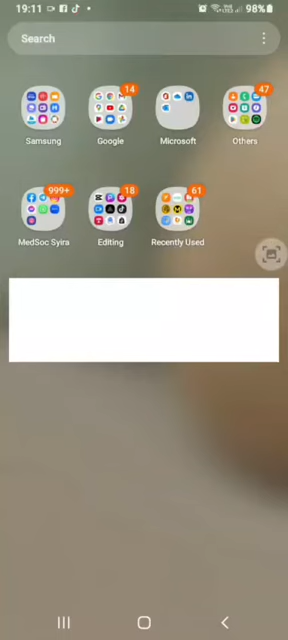 19:11 98%
Search
14
47
Samsung
Google
Microsoft
Others
999+
18
61
MedSoc Syira
Editing
Recently Used